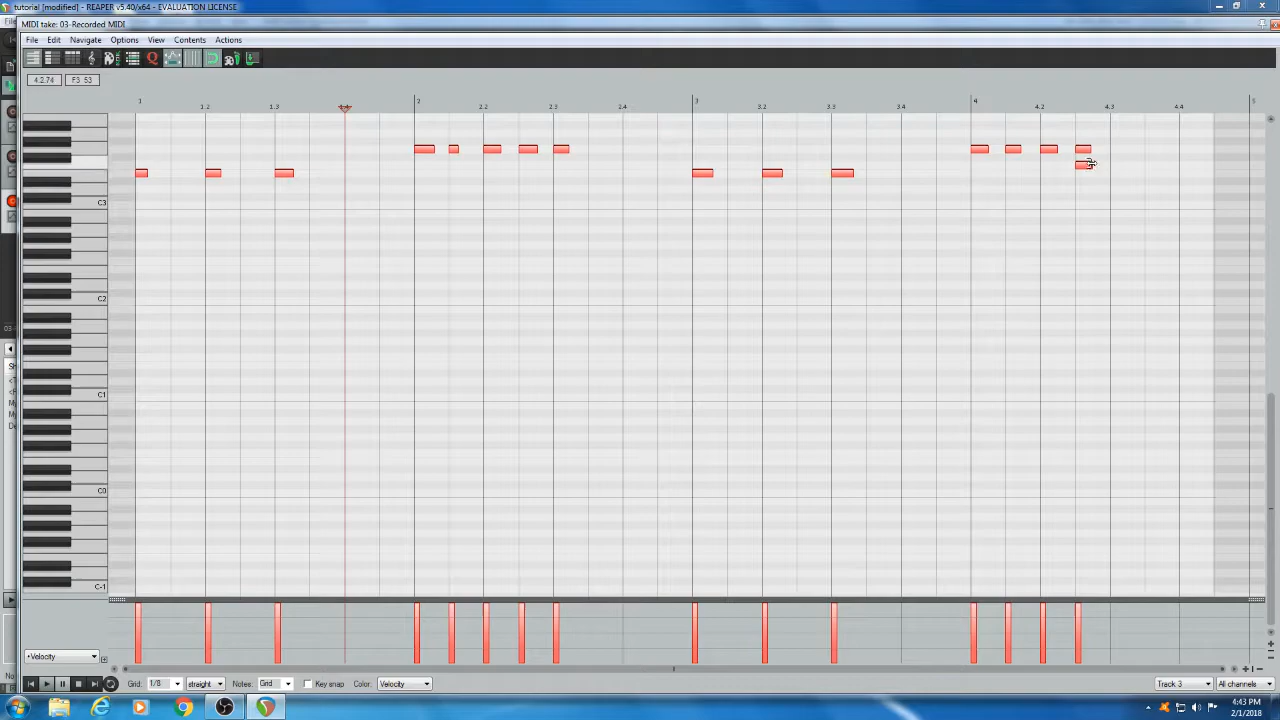 tutorial [modified] - REAPER v5.40/x64 - EVALUATION LICENSE
MIDI take: 03-Recorded MIDI
File Edit Navigate Options View Contents Actions
Q
4.2.74 F3 53
1 1.2 1.3 2 2.2 2.3 2.4 3 3.2 3.3 3.4 4 4.2 4.3 4.4 5
C3
C2
C1
C0
C-1
•Velocity
Grid: 1/8 straight Notes: Grid Key snap Color: Velocity Track 3 All channels
4:43 PM
2/1/2018